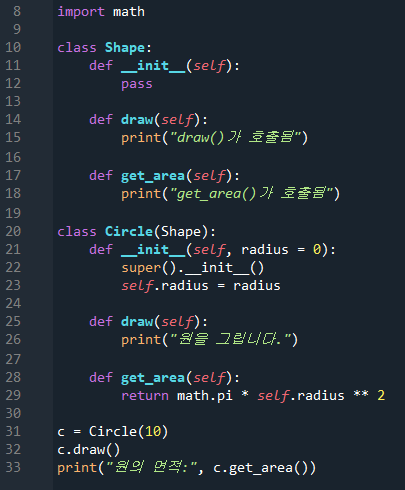 8 import math
9
10 class Shape:
11     def __init__(self):
12         pass
13
14     def draw(self):
15         print("draw()가 호출됨")
16
17     def get_area(self):
18         print("get_area()가 호출됨")
19
20 class Circle(Shape):
21     def __init__(self, radius = 0):
22         super().__init__()
23         self.radius = radius
24
25     def draw(self):
26         print("원을 그립니다.")
27
28     def get_area(self):
29         return math.pi * self.radius ** 2
30
31 c = Circle(10)
32 c.draw()
33 print("원의 면적:", c.get_area())